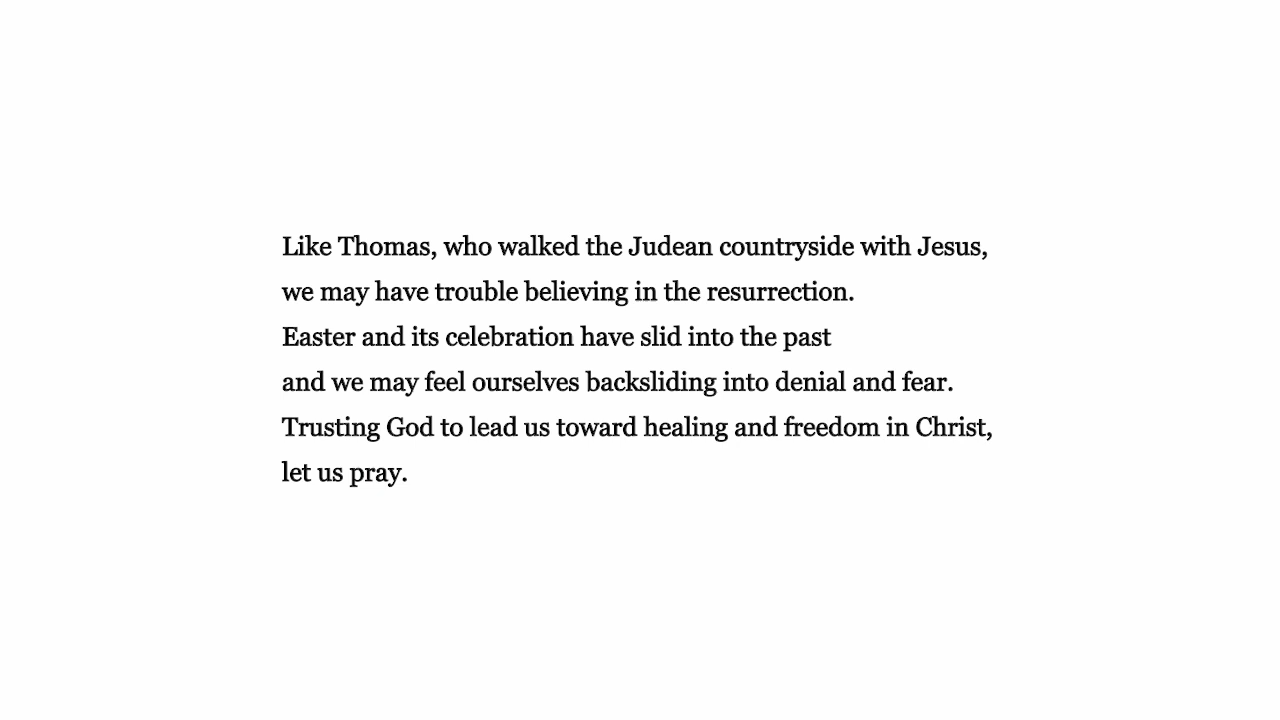 Like Thomas, who walked the Judean countryside with Jesus,
we may have trouble believing in the resurrection.
Easter and its celebration have slid into the past
and we may feel ourselves backsliding into denial and fear.
Trusting God to lead us toward healing and freedom in Christ,
let us pray.